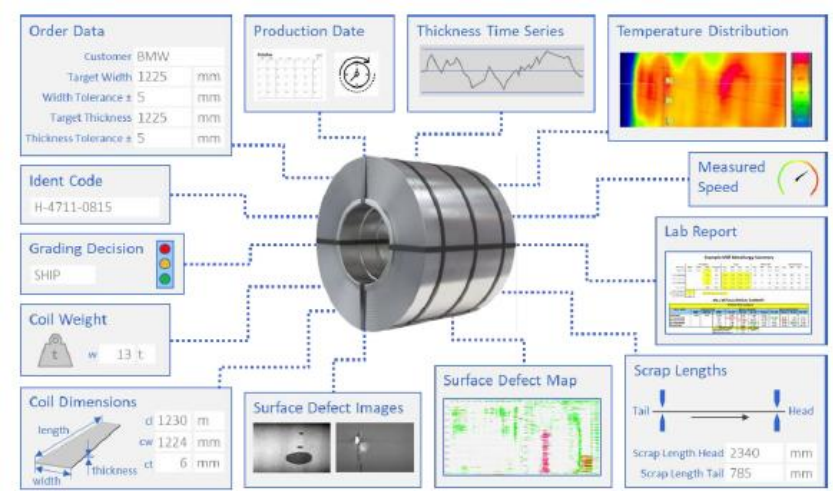 Order Data
Customer BMW
Target Width 1225 mm
Width Tolerance ± 5 mm
Target Thickness 1225 mm
Thickness Tolerance ± 5 mm
Production Date
Thickness Time Series
Temperature Distribution
Ident Code
H-4711-0815
Measured
Speed
Grading Decision
SHIP
Lab Report
Coil Weight
t
w 13 t
Coil Dimensions
length
width
thickness
cl 1230 m
cw 1224 mm
ct 6 mm
Surface Defect Images
Surface Defect Map
Scrap Lengths
Tail
Head
Scrap Length Head 2340 mm
Scrap Length Tail 785 mm